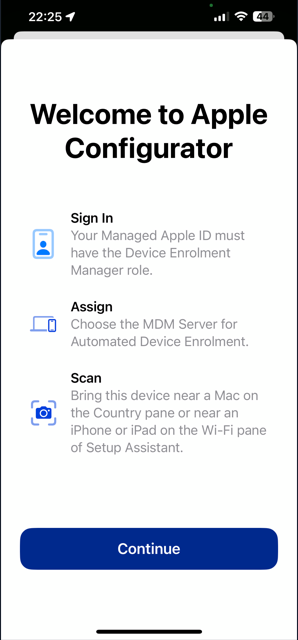 22:25
44
Welcome to Apple
Configurator
Sign In
Your Managed Apple ID must
have the Device Enrolment
Manager role.
Assign
Choose the MDM Server for
Automated Device Enrolment.
Scan
Bring this device near a Mac on
the Country pane or near an
iPhone or iPad on the Wi-Fi pane
of Setup Assistant.
Continue